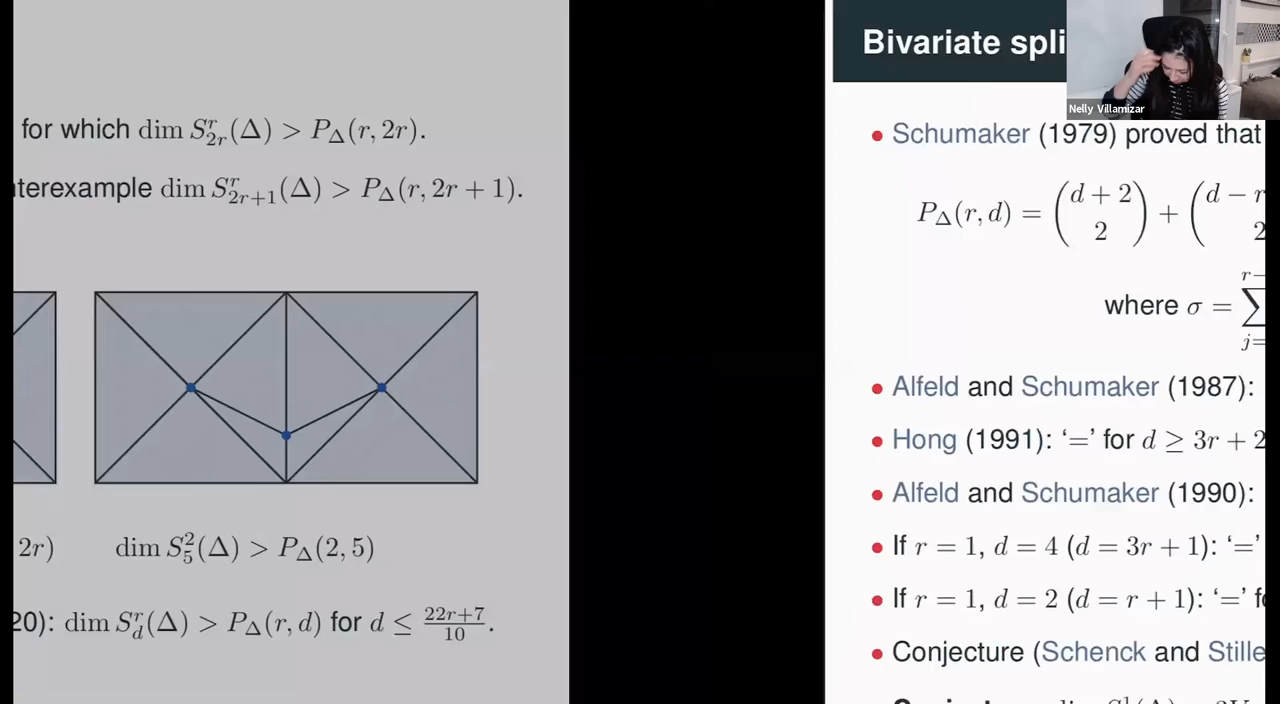 for which dim S^r_{2r}(Δ) > P_Δ(r, 2r).
nterexample dim S^r_{2r+1}(Δ) > P_Δ(r, 2r + 1).
2r) dim S^2_5(Δ) > P_Δ(2, 5)
20): dim S^r_d(Δ) > P_Δ(r, d) for d ≤ \frac{22r+7}{10}.
Bivariate spli
Nelly Villamizar
• Schumaker (1979) proved that
P_Δ(r, d) = \binom{d + 2}{2} + (d − r
2
r−
where σ = ∑
j=
• Alfeld and Schumaker (1987):
• Hong (1991): ‘=’ for d ≥ 3r + 2
• Alfeld and Schumaker (1990):
• If r = 1, d = 4 (d = 3r + 1): ‘=’
• If r = 1, d = 2 (d = r + 1): ‘=’ fo
• Conjecture (Schenck and Stille